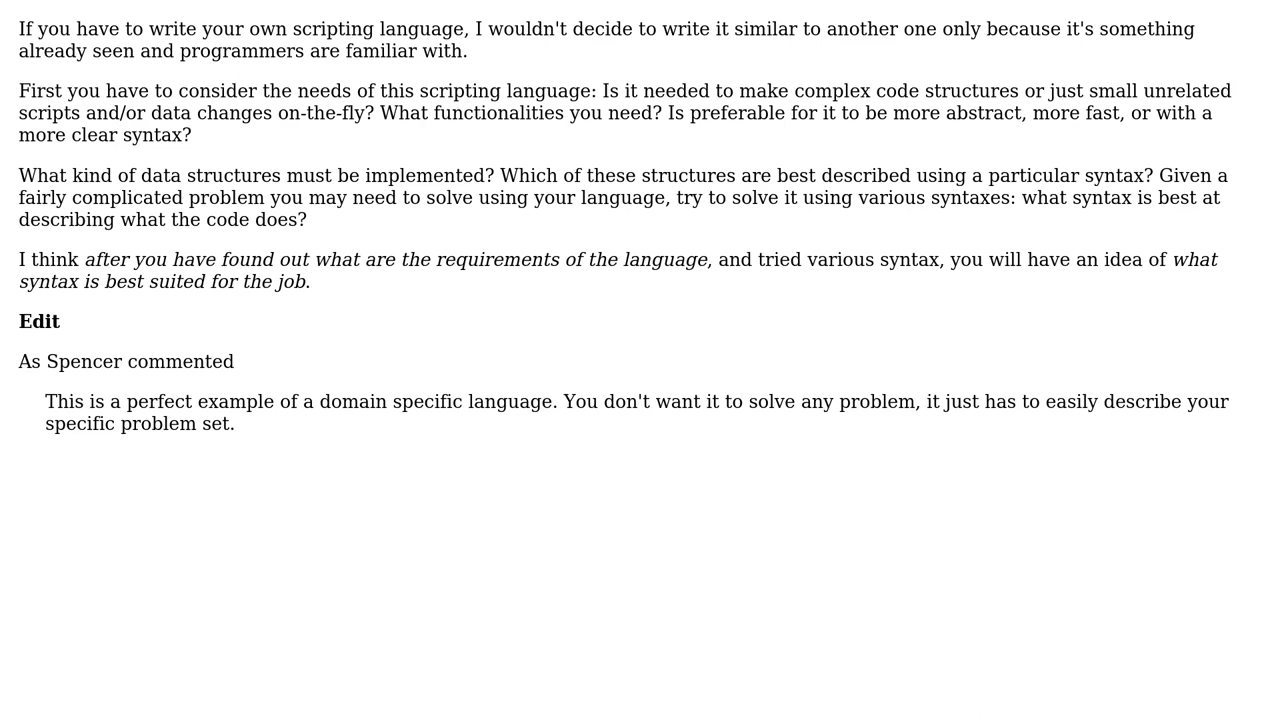 If you have to write your own scripting language, I wouldn't decide to write it similar to another one only because it's something
already seen and programmers are familiar with.
First you have to consider the needs of this scripting language: Is it needed to make complex code structures or just small unrelated
scripts and/or data changes on-the-fly? What functionalities you need? Is preferable for it to be more abstract, more fast, or with a
more clear syntax?
What kind of data structures must be implemented? Which of these structures are best described using a particular syntax? Given a
fairly complicated problem you may need to solve using your language, try to solve it using various syntaxes: what syntax is best at
describing what the code does?
I think after you have found out what are the requirements of the language, and tried various syntax, you will have an idea of what
syntax is best suited for the job.
Edit
As Spencer commented
This is a perfect example of a domain specific language. You don't want it to solve any problem, it just has to easily describe your
specific problem set.